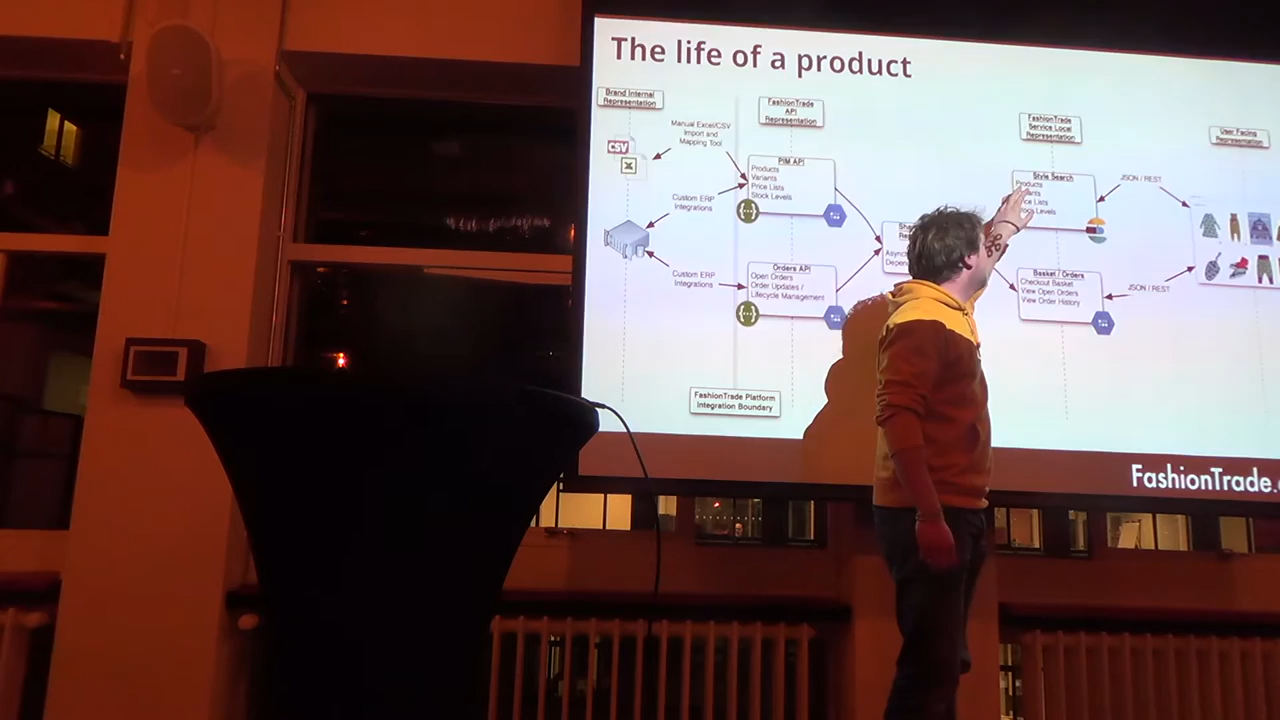 The life of a product
Brand Internal
Representation
FashionTrade
API
Representation
FashionTrade
Service Local
Representation
User Facing
Representation
Manual Excel/CSV
Import and
Mapping Tool
CSV
X
Custom ERP
Integrations
Custom ERP
Integrations
PIM API
Products
Variants
Price Lists
Stock Levels
Orders API
Open Orders
Order Updates /
Lifecycle Management
Async
Style Search
Products
Levels
Basket / Orders
Checkout Basket
View Open Orders
View Order History
JSON / REST
JSON / REST
FashionTrade Platform
Integration Boundary
FashionTrade.